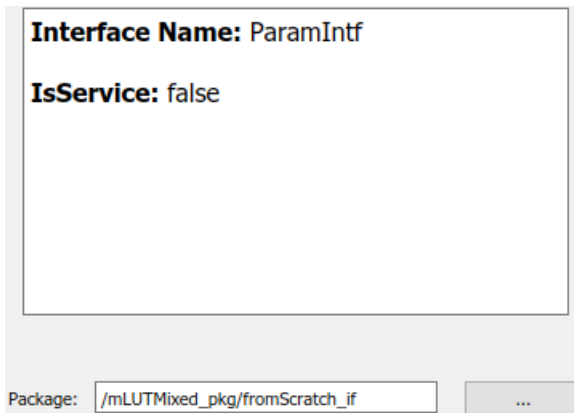 Interface Name: ParamIntf
IsService: false
Package: /mLUTMixed_pkg/fromScratch_if ...